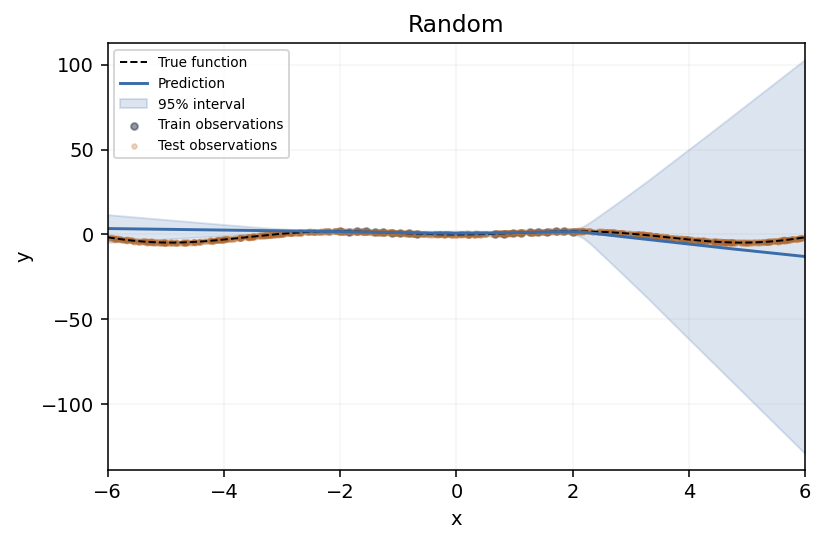 Random
100
50
0
−50
−100
y
True function
Prediction
95% interval
Train observations
Test observations
−6
−4
−2
0
2
4
6
x